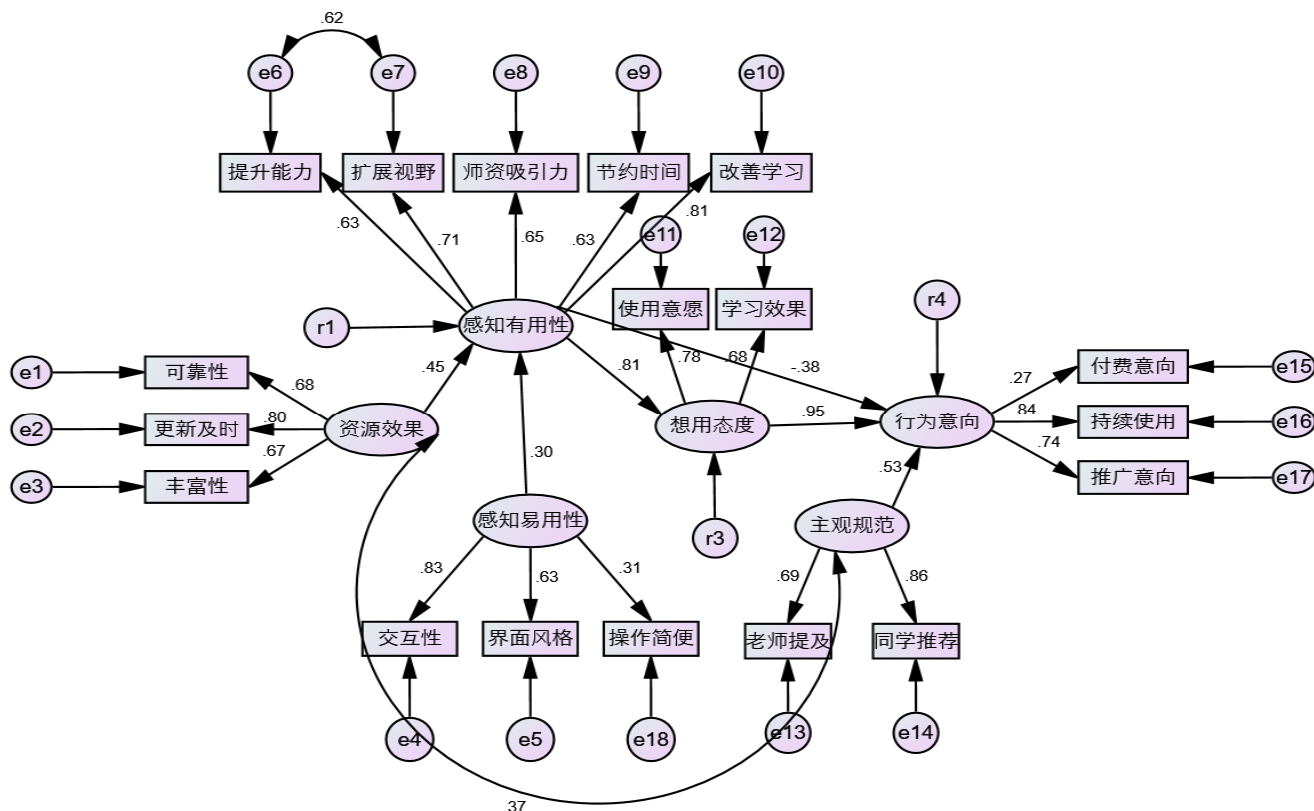 .62
e6
e7
e8
e9
e10
提升能力
扩展视野
师资吸引力
节约时间
改善学习
.63
.71
.65
.63
.81
e11
e12
使用意愿
学习效果
r4
r1
感知有用性
.45
.81
.78
.68
-.38
e1
可靠性
.68
付费意向
e15
.27
e2
更新及时
.80
资源效果
想用态度
.95
行为意向
.84
持续使用
e16
.67
.74
e3
丰富性
.30
.53
推广意向
e17
感知易用性
r3
主观规范
.83
.63
.31
.69
.86
交互性
界面风格
操作简便
老师提及
同学推荐
e4
e5
e18
e13
e14
.37